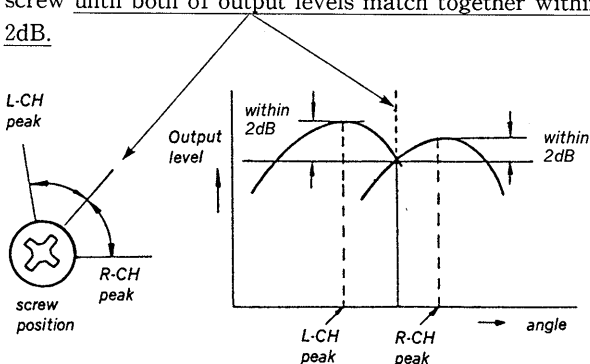 screw until both of output levels match together within
2dB.
L-CH
peak
R-CH
peak
screw
position
Output
level
within
2dB
within
2dB
L-CH
peak
R-CH
peak
angle